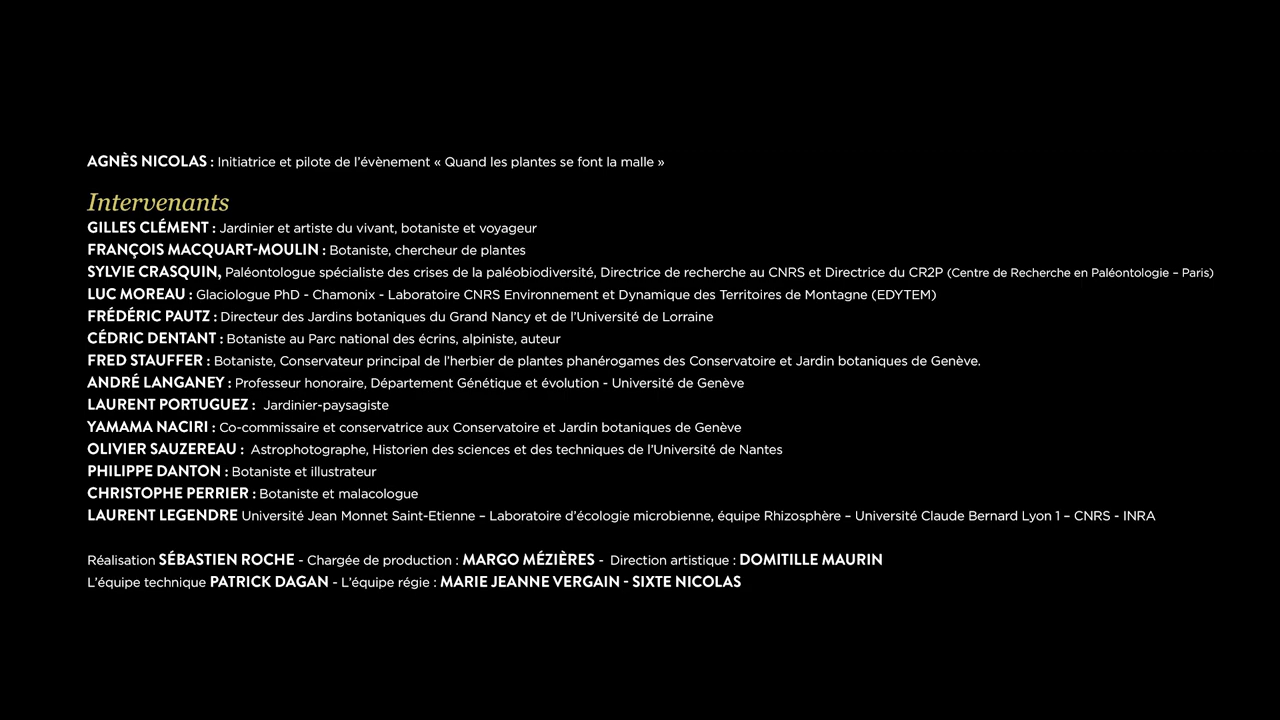 AGNÈS NICOLAS : Initiatrice et pilote de l'évènement « Quand les plantes se font la malle »
Intervenants
GILLES CLÉMENT : Jardinier et artiste du vivant, botaniste et voyageur
FRANÇOIS MACQUART-MOULIN : Botaniste, chercheur de plantes
SYLVIE CRASQUIN, Paléontologue spécialiste des crises de la paléobiodiversité, Directrice de recherche au CNRS et Directrice du CR2P (Centre de Recherche en Paléontologie – Paris)
LUC MOREAU : Glaciologue PhD - Chamonix - Laboratoire CNRS Environnement et Dynamique des Territoires de Montagne (EDYTEM)
FRÉDÉRIC PAUTZ : Directeur des Jardins botaniques du Grand Nancy et de l'Université de Lorraine
CÉDRIC DENTANT : Botaniste au Parc national des écrins, alpiniste, auteur
FRED STAUFFER : Botaniste, Conservateur principal de l'herbier de plantes phanérogames des Conservatoire et Jardin botaniques de Genève.
ANDRÉ LANGANEY : Professeur honoraire, Département Génétique et évolution - Université de Genève
LAURENT PORTUGUEZ : Jardinier-paysagiste
YAMAMA NACIRI : Co-commissaire et conservatrice aux Conservatoire et Jardin botaniques de Genève
OLIVIER SAUZEREAU : Astrophotographe, Historien des sciences et des techniques de l'Université de Nantes
PHILIPPE DANTON : Botaniste et illustrateur
CHRISTOPHE PERRIER : Botaniste et malacologue
LAURENT LEGENDRE Université Jean Monnet Saint-Etienne – Laboratoire d'écologie microbienne, équipe Rhizosphère – Université Claude Bernard Lyon 1 – CNRS - INRA
Réalisation SÉBASTIEN ROCHE - Chargée de production : MARGO MÉZIÈRES - Direction artistique : DOMITILLE MAURIN
L'équipe technique PATRICK DAGAN - L'équipe régie : MARIE JEANNE VERGAIN - SIXTE NICOLAS